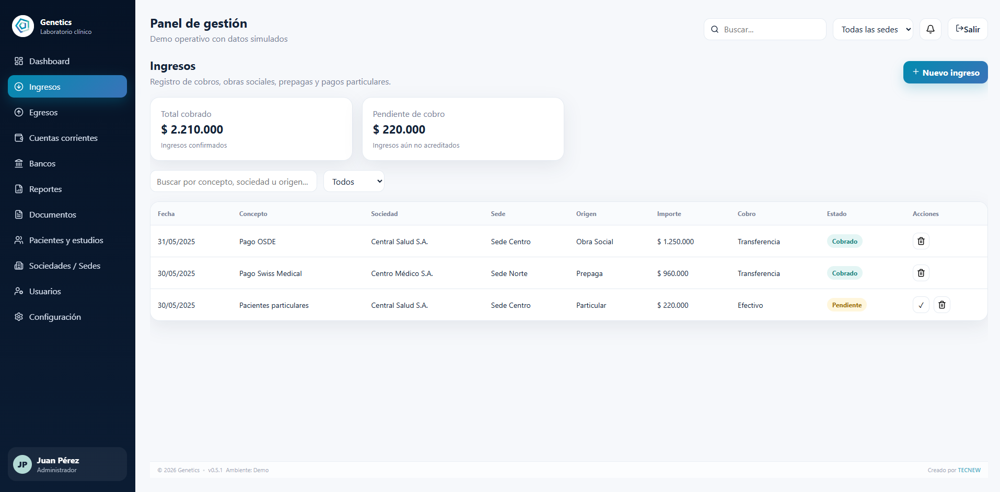 Genetics
Laboratorio clínico
Dashboard
Ingresos
Egresos
Cuentas corrientes
Bancos
Reportes
Documentos
Pacientes y estudios
Sociedades / Sedes
Usuarios
Configuración
JP
Juan Pérez
Administrador
Panel de gestión
Demo operativo con datos simulados
Buscar...
Todas las sedes
Salir
Ingresos
Registro de cobros, obras sociales, prepagas y pagos particulares.
+ Nuevo ingreso
Total cobrado
$ 2.210.000
Ingresos confirmados
Pendiente de cobro
$ 220.000
Ingresos aún no acreditados
Buscar por concepto, sociedad u origen...
Todos
Fecha Concepto Sociedad Sede Origen Importe Cobro Estado Acciones
31/05/2025 Pago OSDE Central Salud S.A. Sede Centro Obra Social $ 1.250.000 Transferencia Cobrado
30/05/2025 Pago Swiss Medical Centro Médico S.A. Sede Norte Prepaga $ 960.000 Transferencia Cobrado
30/05/2025 Pacientes particulares Central Salud S.A. Sede Centro Particular $ 220.000 Efectivo Pendiente ✓
© 2026 Genetics • v0.5.1 Ambiente: Demo
Creado por TECNEW